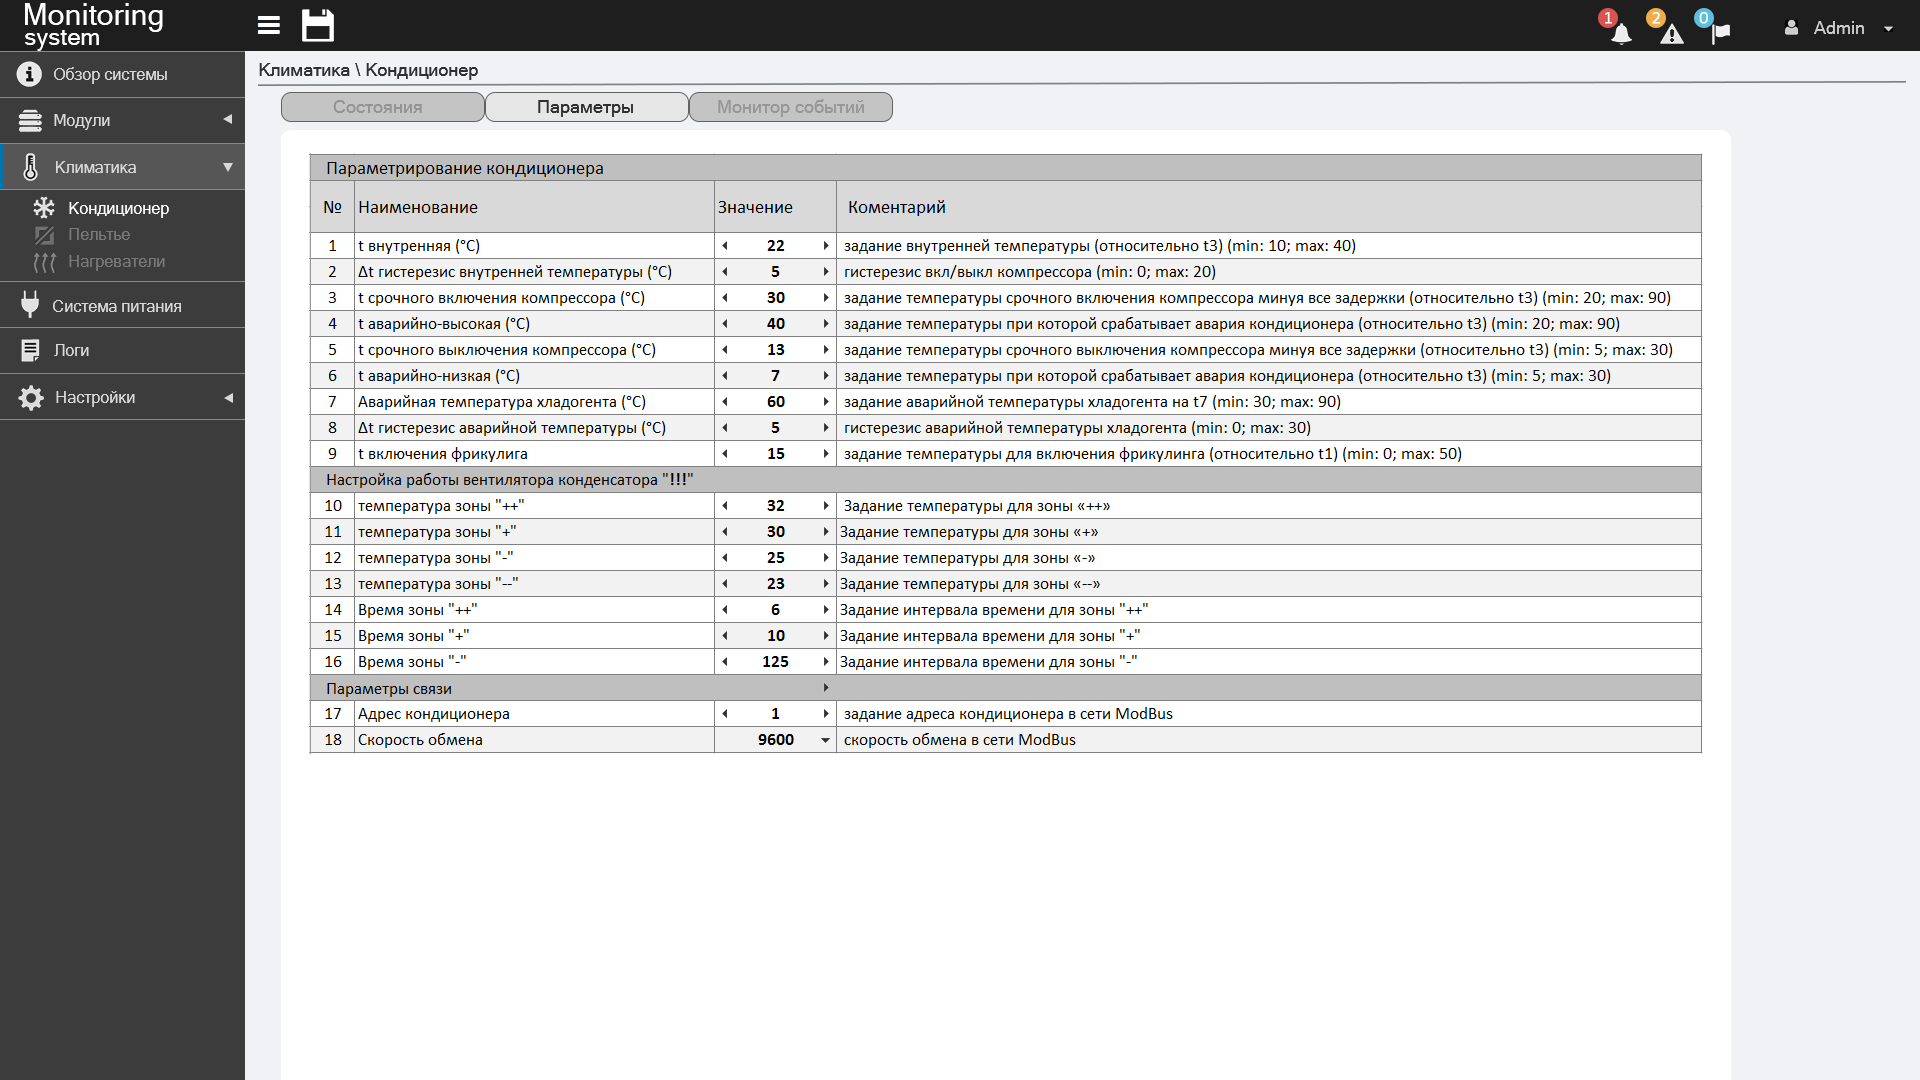 Monitoring
system
1
2
0
Admin
Обзор системы
Модули
Климатика
Кондиционер
Пельтье
Нагреватели
Система питания
Логи
Настройки
Климатика \ Кондиционер
Состояния
Параметры
Монитор событий
Параметрирование кондиционера
№ Наименование Значение Коментарий
1 t внутренняя (°C) 22 задание внутренней температуры (относительно t3) (min: 10; max: 40)
2 Δt гистерезис внутренней температуры (°C) 5 гистерезис вкл/выкл компрессора (min: 0; max: 20)
3 t срочного включения компрессора (°C) 30 задание температуры срочного включения компрессора минуя все задержки (относительно t3) (min: 20; max: 90)
4 t аварийно-высокая (°C) 40 задание температуры при которой срабатывает авария кондиционера (относительно t3) (min: 20; max: 90)
5 t срочного выключения компрессора (°C) 13 задание температуры срочного выключения компрессора минуя все задержки (относительно t3) (min: 5; max: 30)
6 t аварийно-низкая (°C) 7 задание температуры при которой срабатывает авария кондиционера (относительно t3) (min: 5; max: 30)
7 Аварийная температура хладогента (°C) 60 задание аварийной температуры хладогента на t7 (min: 30; max: 90)
8 Δt гистерезис аварийной температуры (°C) 5 гистерезис аварийной температуры хладогента (min: 0; max: 30)
9 t включения фрикулига 15 задание температуры для включения фрикулинга (относительно t1) (min: 0; max: 50)
Настройка работы вентилятора конденсатора "!!!"
10 температура зоны "++" 32 Задание температуры для зоны «++»
11 температура зоны "+" 30 Задание температуры для зоны «+»
12 температура зоны "-" 25 Задание температуры для зоны «-»
13 температура зоны "--" 23 Задание температуры для зоны «--»
14 Время зоны "++" 6 Задание интервала времени для зоны "++"
15 Время зоны "+" 10 Задание интервала времени для зоны "+"
16 Время зоны "-" 125 Задание интервала времени для зоны "-"
Параметры связи
17 Адрес кондиционера 1 задание адреса кондиционера в сети ModBus
18 Скорость обмена 9600 скорость обмена в сети ModBus